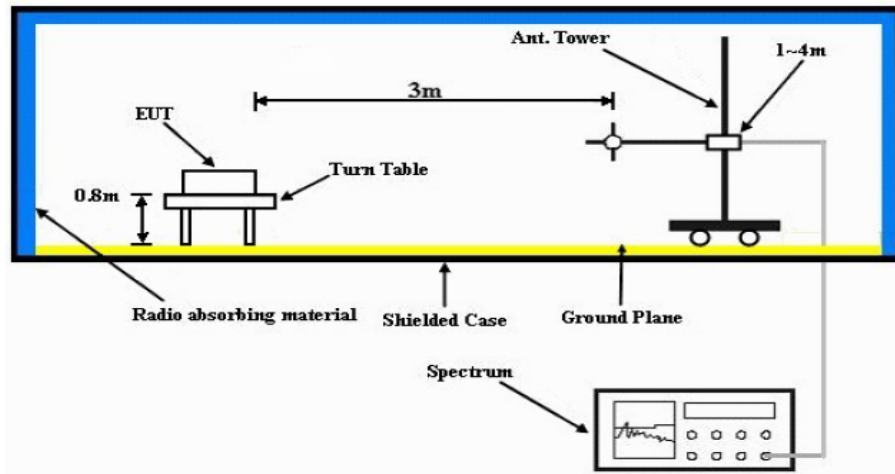 Ant. Tower
1~4m
3m
EUT
Turn Table
0.8m
Radio absorbing material
Shielded Case
Ground Plane
Spectrum